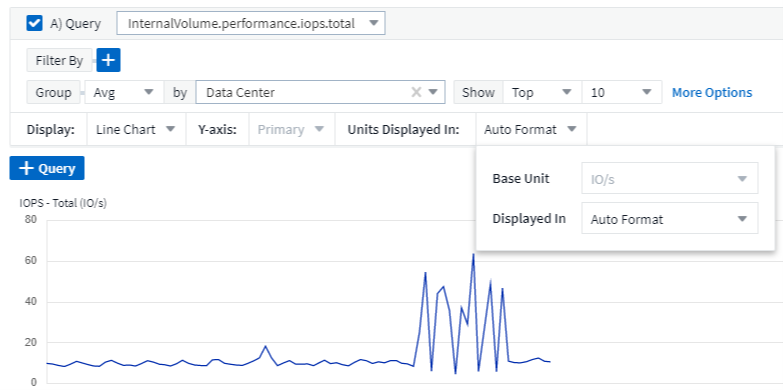 A) Query InternalVolume.performance.iops.total
Filter By +
Group Avg by Data Center Show Top 10 More Options
Display: Line Chart Y-axis: Primary Units Displayed In: Auto Format
+ Query
Base Unit IO/s
Displayed In Auto Format
IOPS - Total (IO/s)
80
60
40
20
0